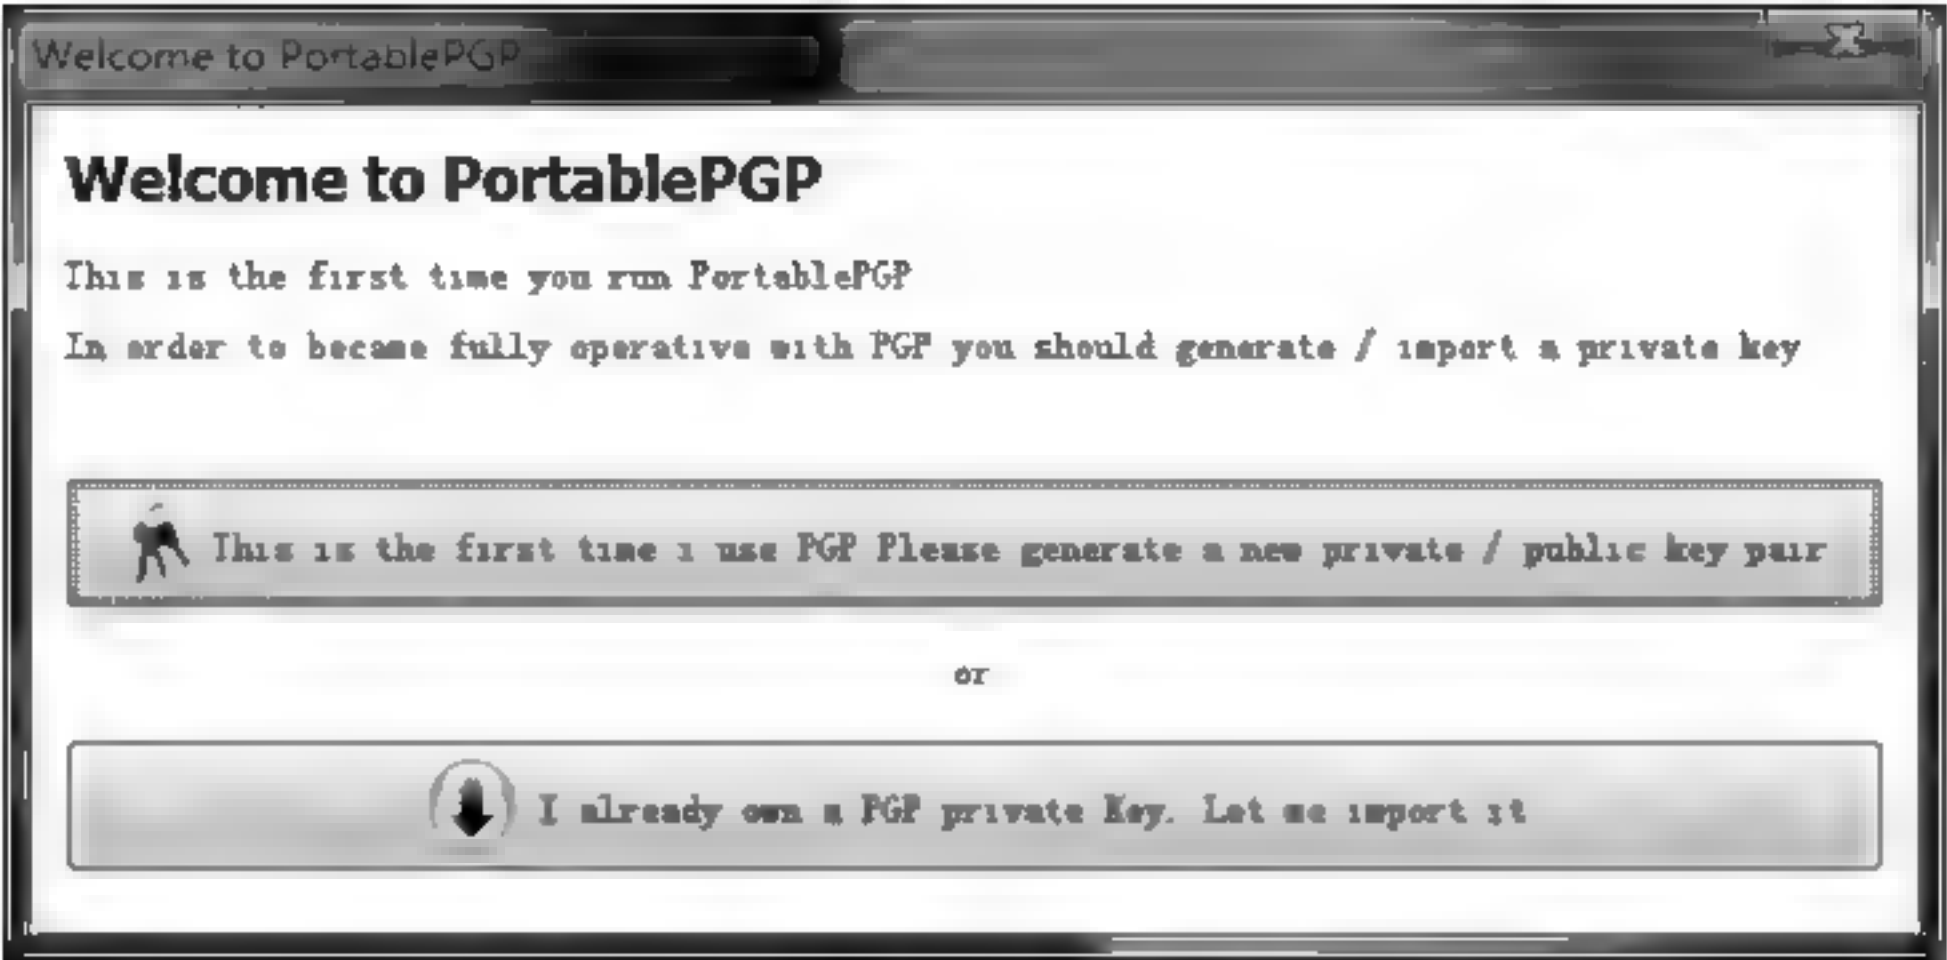 Welcome to PortablePGP
Welcome to PortablePGP
This is the first time you run PortablePGP
In order to became fully operative with PGP you should generate / import a private key
This is the first time i use PGP Please generate a new private / public key pair
or
I already own a PGP private Key. Let me import it